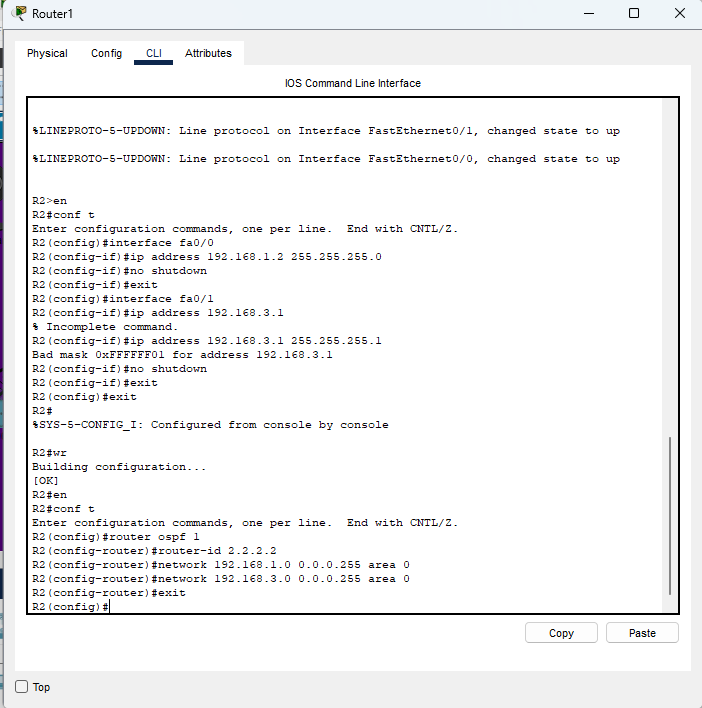 Router1
Physical Config CLI Attributes
IOS Command Line Interface
%LINEPROTO-5-UPDOWN: Line protocol on Interface FastEthernet0/1, changed state to up
%LINEPROTO-5-UPDOWN: Line protocol on Interface FastEthernet0/0, changed state to up
R2>en
R2#conf t
Enter configuration commands, one per line.  End with CNTL/Z.
R2(config)#interface fa0/0
R2(config-if)#ip address 192.168.1.2 255.255.255.0
R2(config-if)#no shutdown
R2(config-if)#exit
R2(config)#interface fa0/1
R2(config-if)#ip address 192.168.3.1
% Incomplete command.
R2(config-if)#ip address 192.168.3.1 255.255.255.1
Bad mask 0xFFFFFF01 for address 192.168.3.1
R2(config-if)#no shutdown
R2(config-if)#exit
R2(config)#exit
R2#
%SYS-5-CONFIG_I: Configured from console by console
R2#wr
Building configuration...
[OK]
R2#en
R2#conf t
Enter configuration commands, one per line.  End with CNTL/Z.
R2(config)#router ospf 1
R2(config-router)#router-id 2.2.2.2
R2(config-router)#network 192.168.1.0 0.0.0.255 area 0
R2(config-router)#network 192.168.3.0 0.0.0.255 area 0
R2(config-router)#exit
R2(config)#
Copy Paste
Top